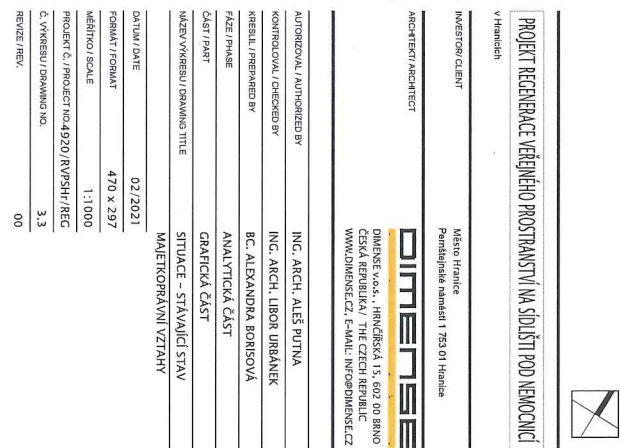 PROJEKT REGENERACE VEŘEJNÉHO PROSTRANSTVÍ NA SÍDLIŠTI POD NEMOCNICÍ
v Hranicích
INVESTOR/ CLIENT
Město Hranice
Pernštejnské náměstí 1 753 01 Hranice
ARCHITEKT/ ARCHITECT
DIMENSE
DIMENSE v.o.s., HRNČÍŘSKÁ 15, 602 00 BRNO
ČESKÁ REPUBLIKA/ THE CZECH REPUBLIC
WWW.DIMENSE.CZ, E-MAIL: INFO@DIMENSE.CZ
AUTORIZOVAL / AUTHORIZED BY ING. ARCH. ALEŠ PUTNA
KONTROLOVAL / CHECKED BY ING. ARCH. LIBOR URBÁNEK
KRESLIL / PREPARED BY BC. ALEXANDRA BORISOVÁ
FÁZE / PHASE ANALYTICKÁ ČÁST
ČÁST / PART GRAFICKÁ ČÁST
NÁZEV VÝKRESU / DRAWING TITLE SITUACE – STÁVAJÍCÍ STAV
MAJETKOPRÁVNÍ VZTAHY
DATUM / DATE 02/2021
FORMÁT / FORMAT 470 x 297
MĚŘÍTKO / SCALE 1:1000
PROJEKT Č. / PROJECT NO. 4920/RVPSHr/REG
Č. VÝKRESU / DRAWING NO. 3.3
REVIZE / REV. 00